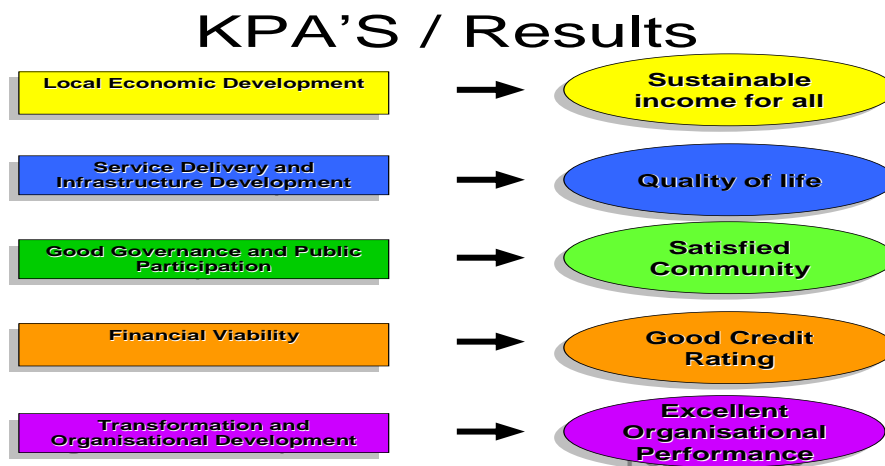 KPA'S / Results
Local Economic Development
Sustainable
income for all
Service Delivery and
Infrastructure Development
Quality of life
Good Governance and Public
Participation
Satisfied
Community
Financial Viability
Good Credit
Rating
Transformation and
Organisational Development
Excellent
Organisational
Performance